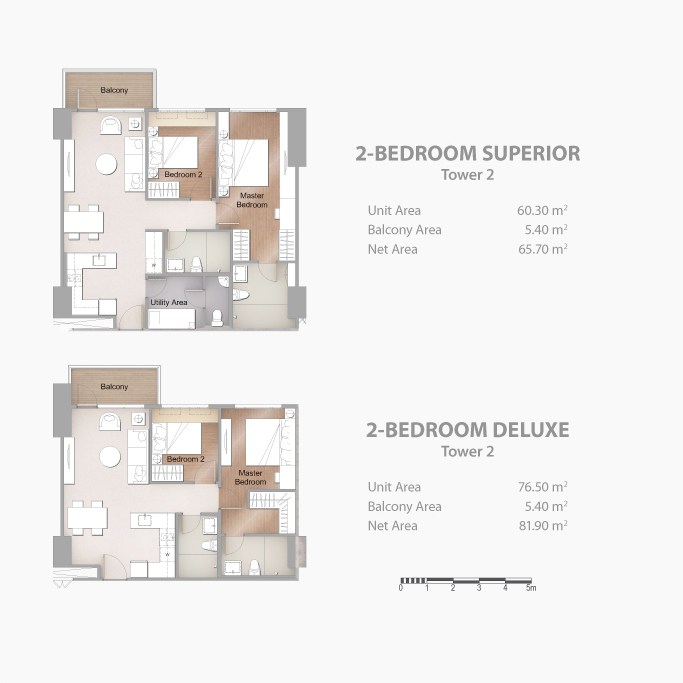 Balcony
Bedroom 2
Master
Bedroom
Utility Area
2-BEDROOM SUPERIOR
Tower 2
Unit Area 60.30 m²
Balcony Area 5.40 m²
Net Area 65.70 m²
Balcony
Bedroom 2
Master
Bedroom
2-BEDROOM DELUXE
Tower 2
Unit Area 76.50 m²
Balcony Area 5.40 m²
Net Area 81.90 m²
0 1 2 3 4 5m